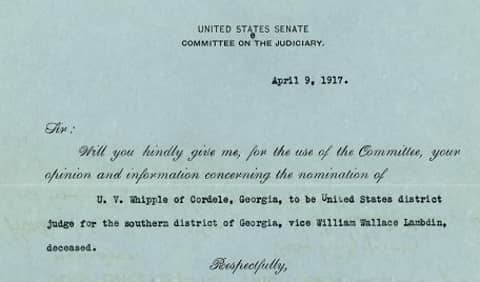 UNITED STATES SENATE
COMMITTEE ON THE JUDICIARY.
April 9, 1917.
Sir:
Will you kindly give me, for the use of the Committee, your
opinion and information concerning the nomination of
U. V. Whipple of Cordele, Georgia, to be United States district
judge for the southern district of Georgia, vice William Wallace Lambdin,
deceased.
Respectfully,